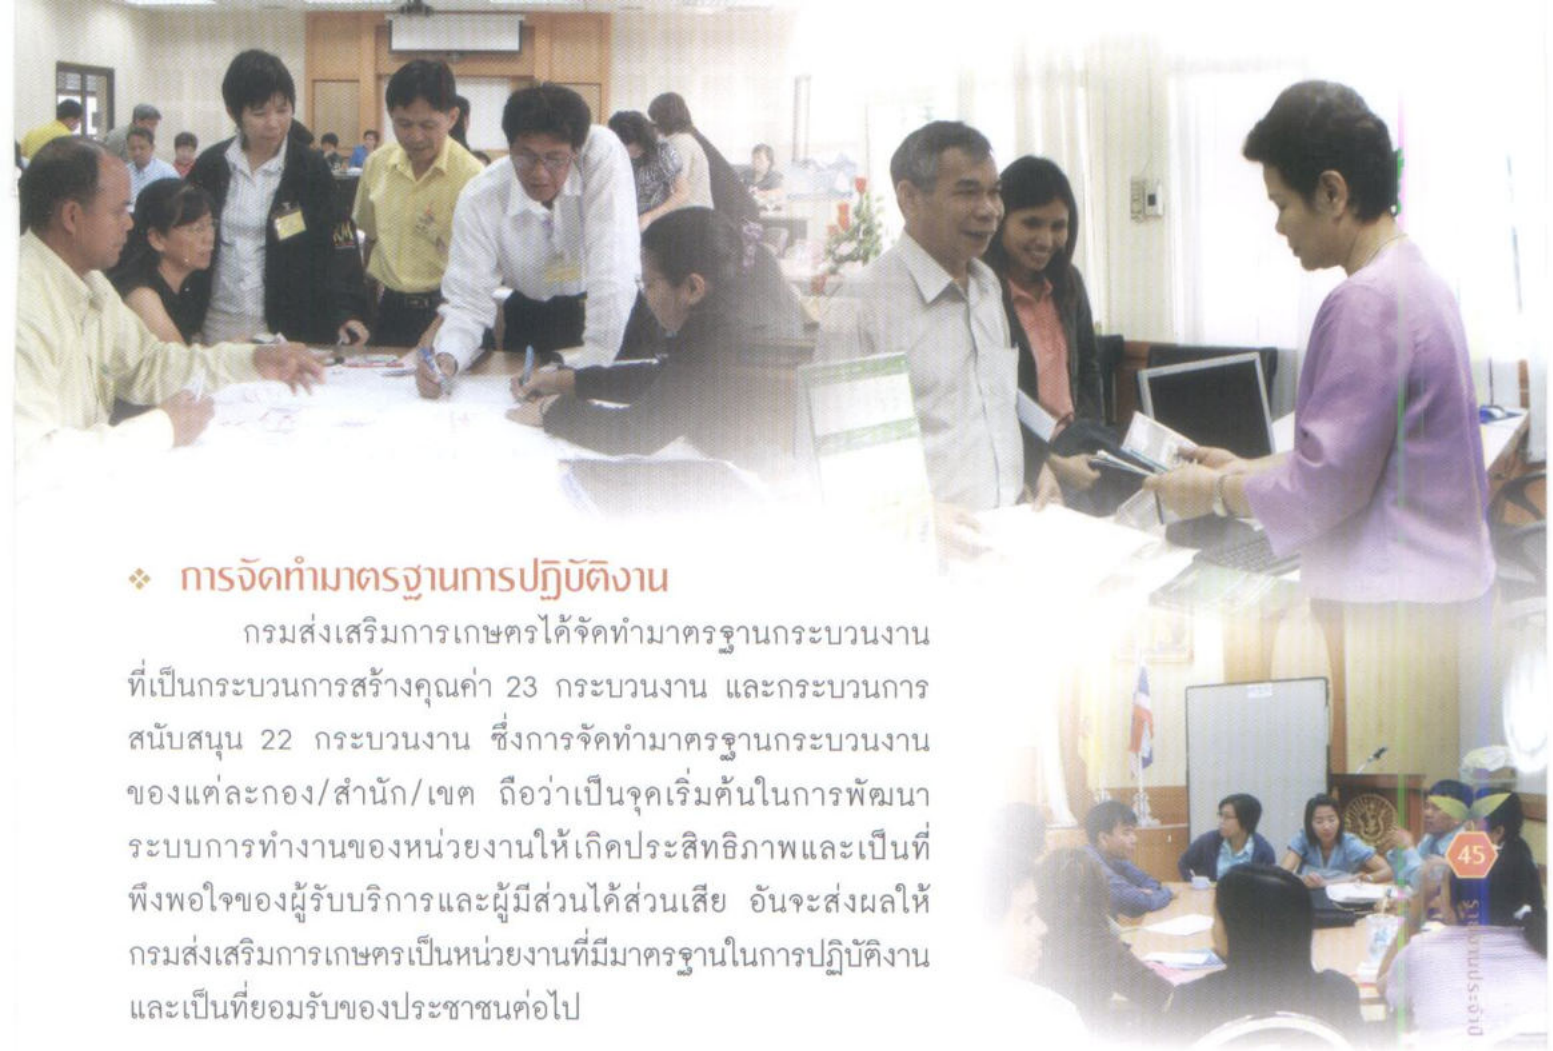 ❖ การจัดทำมาตรฐานการปฏิบัติงาน
กรมส่งเสริมการเกษตรได้จัดทำมาตรฐานกระบวนงาน
ที่เป็นกระบวนการสร้างคุณค่า 23 กระบวนงาน และกระบวนการ
สนับสนุน 22 กระบวนงาน ซึ่งการจัดทำมาตรฐานกระบวนงาน
ของแต่ละกอง/สำนัก/เขต ถือว่าเป็นจุดเริ่มต้นในการพัฒนา
ระบบการทำงานของหน่วยงานให้เกิดประสิทธิภาพและเป็นที่
พึงพอใจของผู้รับบริการและผู้มีส่วนได้ส่วนเสีย อันจะส่งผลให้
กรมส่งเสริมการเกษตรเป็นหน่วยงานที่มีมาตรฐานในการปฏิบัติงาน
และเป็นที่ยอมรับของประชาชนต่อไป
45
รายงานประจำปี